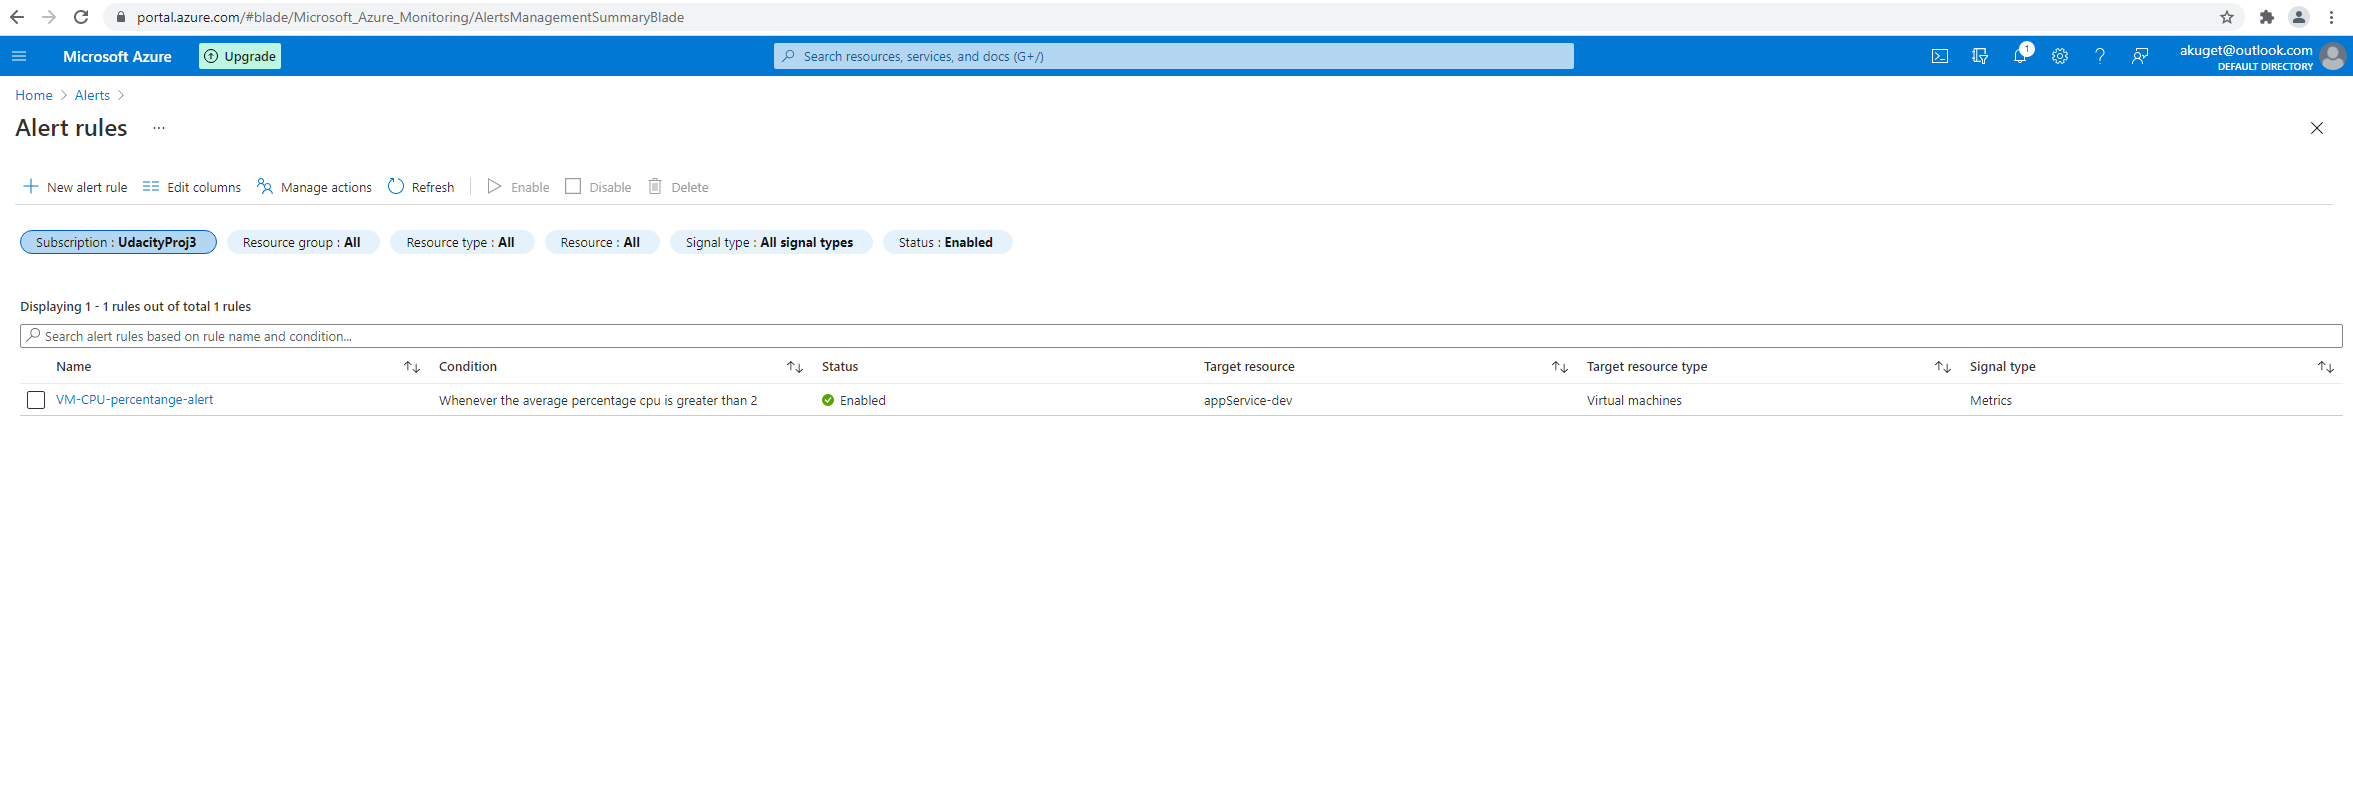 portal.azure.com/#blade/Microsoft_Azure_Monitoring/AlertsManagementSummaryBlade
Microsoft Azure
Upgrade
Search resources, services, and docs (G+/)
1
akuget@outlook.com
DEFAULT DIRECTORY
Home > Alerts >
Alert rules ...
New alert rule
Edit columns
Manage actions
Refresh
Enable
Disable
Delete
Subscription : UdacityProj3
Resource group : All
Resource type : All
Resource : All
Signal type : All signal types
Status : Enabled
Displaying 1 - 1 rules out of total 1 rules
Search alert rules based on rule name and condition...
Name Condition Status Target resource Target resource type Signal type
VM-CPU-percentange-alert Whenever the average percentage cpu is greater than 2 Enabled appService-dev Virtual machines Metrics